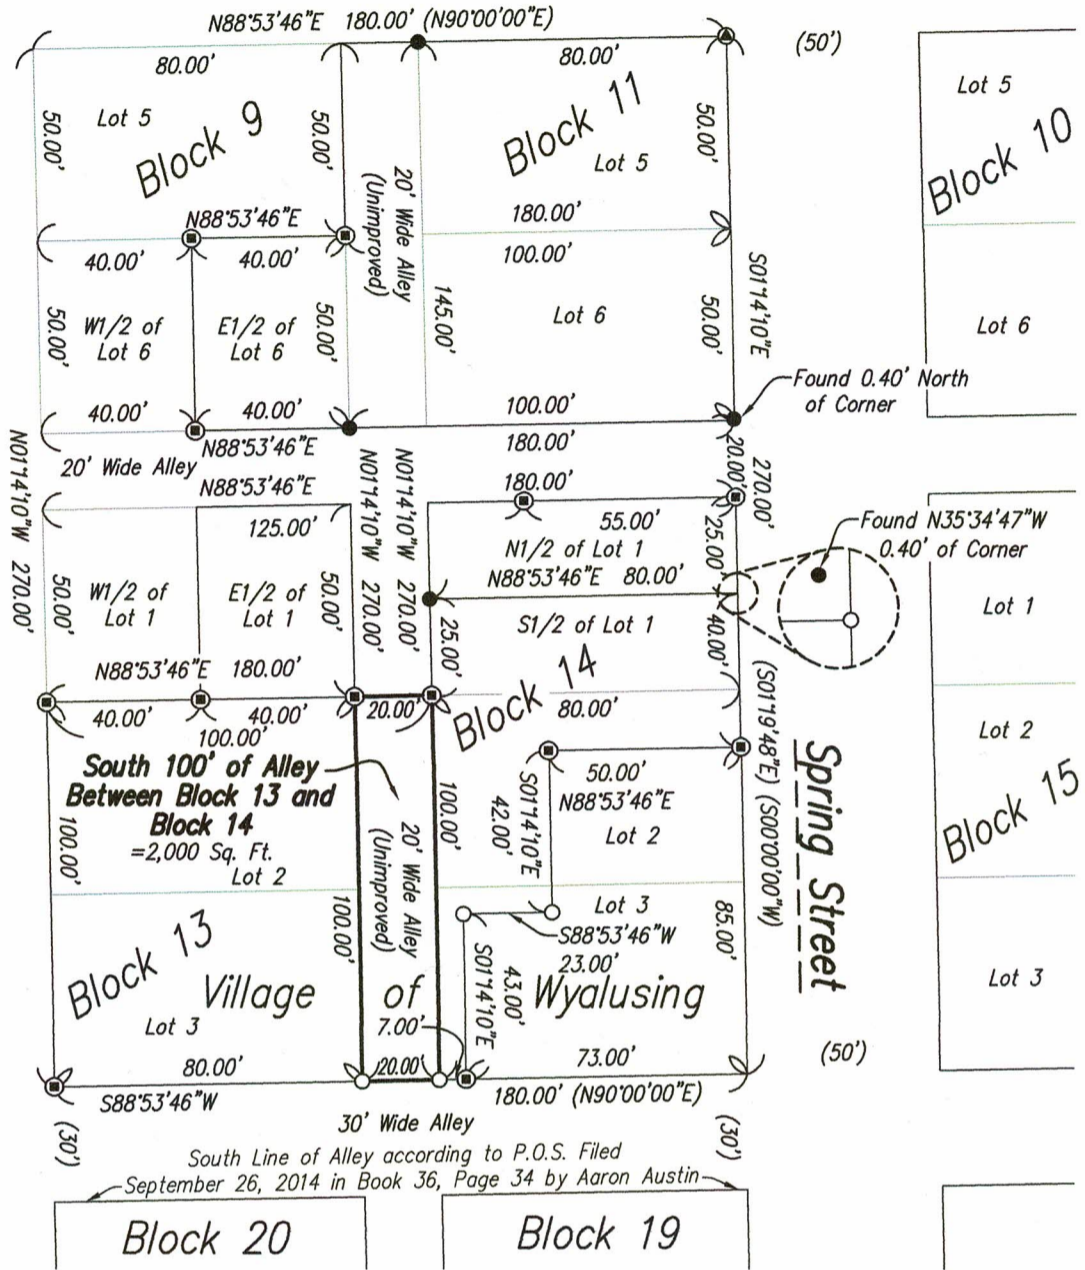 N88°53'46"E 180.00' (N90°00'00"E)
(50')
80.00'
80.00'
Lot 5
50.00'
Block 9
50.00'
20' Wide Alley
(Unimproved)
Block 11
Lot 5
50.00'
Lot 5
Block 10
N88°53'46"E
180.00'
40.00'
40.00'
100.00'
S01°14'10"E
50.00'
W1/2 of
Lot 6
E1/2 of
Lot 6
50.00'
145.00'
Lot 6
50.00'
Lot 6
Found 0.40' North
of Corner
40.00'
40.00'
100.00'
N88°53'46"E
180.00'
20.00'
270.00'
20' Wide Alley
N01°14'10"W 270.00'
N88°53'46"E
N01°14'10"W 270.00'
N01°14'10"W 270.00'
180.00'
125.00'
55.00'
25.00'
Found N35°34'47"W
0.40' of Corner
N1/2 of Lot 1
N88°53'46"E 80.00'
50.00'
W1/2 of
Lot 1
E1/2 of
Lot 1
50.00'
25.00'
S1/2 of Lot 1
40.00'
Lot 1
N88°53'46"E 180.00'
Block 14
(S01°19'48"E) (S00°00'00"W)
40.00'
40.00'
20.00'
80.00'
100.00'
Lot 2
South 100' of Alley
Between Block 13 and
Block 14
=2,000 Sq. Ft.
Lot 2
100.00'
20' Wide Alley
(Unimproved)
100.00'
S01°14'10"E
42.00'
50.00'
N88°53'46"E
Lot 2
Spring Street
Block 15
100.00'
Lot 3
S88°53'46"W
23.00'
85.00'
Block 13
S01°14'10"E
43.00'
Village of Wyalusing
Lot 3
Lot 3
7.00'
80.00'
20.00'
73.00'
(50')
S88°53'46"W
180.00' (N90°00'00"E)
(30')
30' Wide Alley
(30')
South Line of Alley according to P.O.S. Filed
September 26, 2014 in Book 36, Page 34 by Aaron Austin
Block 20
Block 19